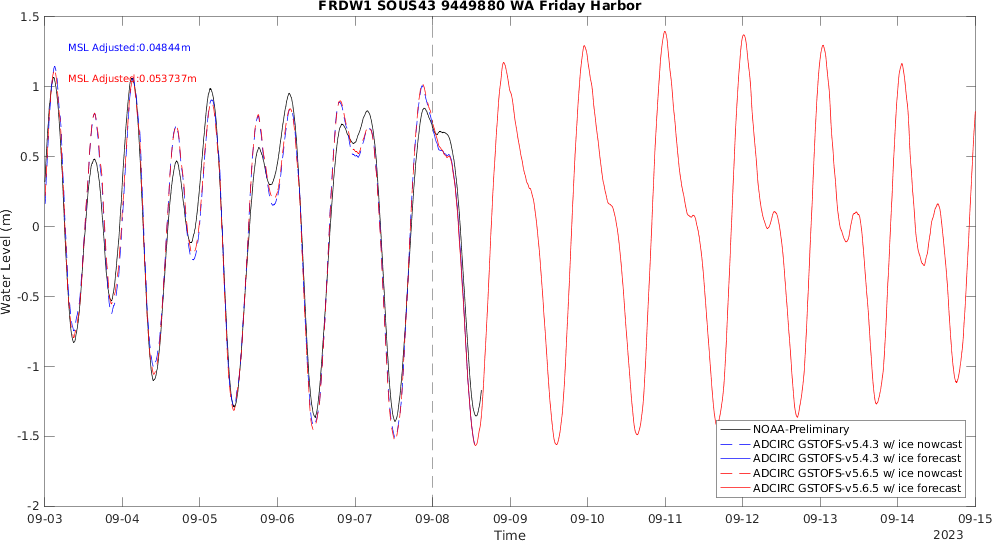 FRDW1 SOUS43 9449880 WA Friday Harbor
MSL Adjusted:0.04844m
MSL Adjusted:0.053737m
Water Level (m)
1.5
1
0.5
0
-0.5
-1
-1.5
-2
NOAA-Preliminary
ADCIRC GSTOFS-v5.4.3 w/ ice nowcast
ADCIRC GSTOFS-v5.4.3 w/ ice forecast
ADCIRC GSTOFS-v5.6.5 w/ ice nowcast
ADCIRC GSTOFS-v5.6.5 w/ ice forecast
09-03 09-04 09-05 09-06 09-07 09-08 09-09 09-10 09-11 09-12 09-13 09-14 09-15
Time
2023